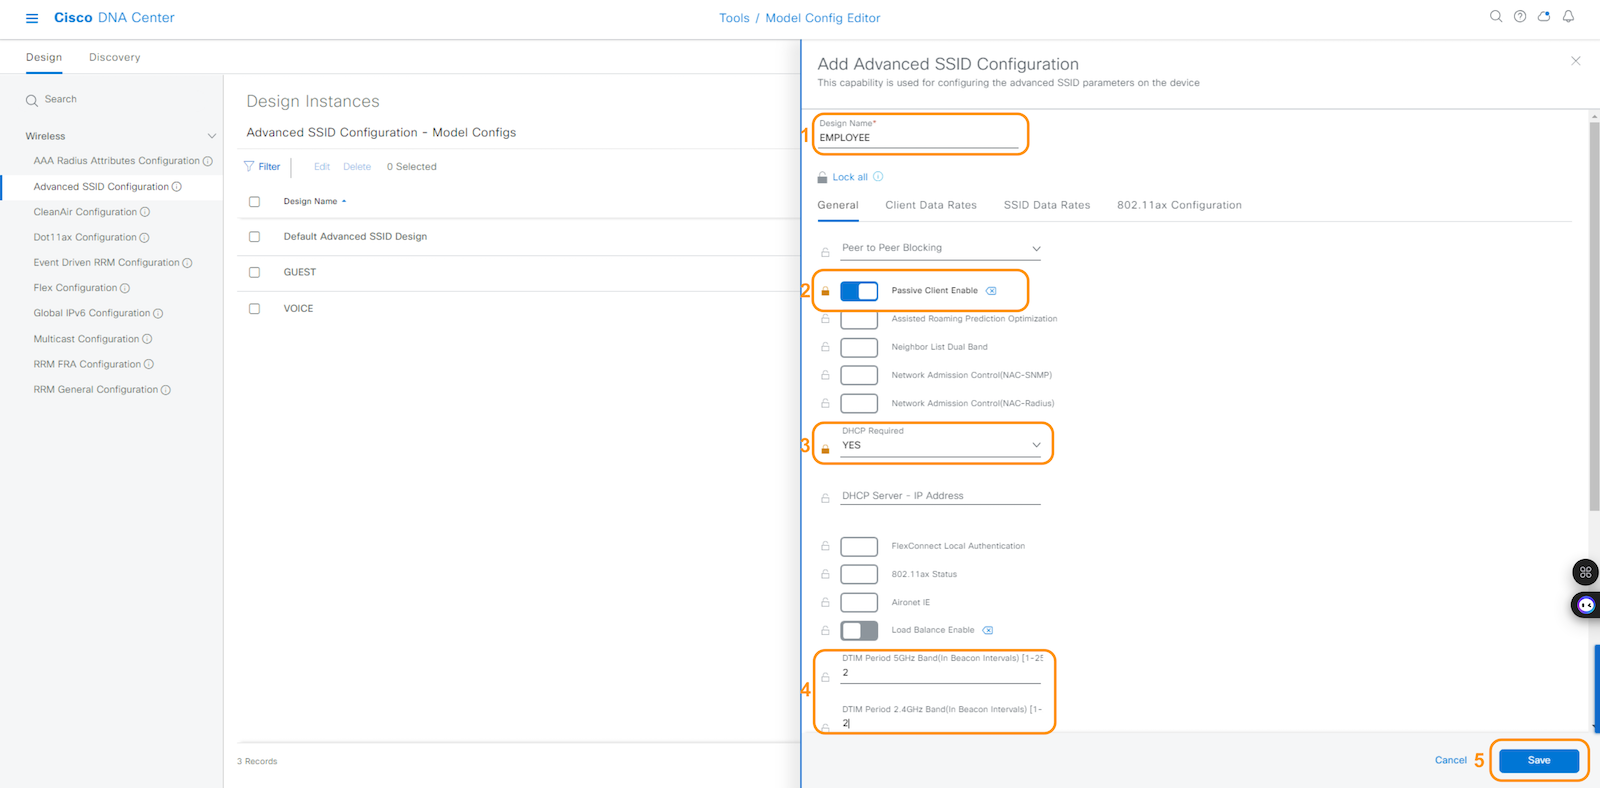 Cisco DNA Center
Tools / Model Config Editor
Design Discovery
Search
Wireless
AAA Radius Attributes Configuration
Advanced SSID Configuration
CleanAir Configuration
Dot11ax Configuration
Event Driven RRM Configuration
Flex Configuration
Global IPv6 Configuration
Multicast Configuration
RRM FRA Configuration
RRM General Configuration
Design Instances
Advanced SSID Configuration - Model Configs
Filter Edit Delete 0 Selected
Design Name
Default Advanced SSID Design
GUEST
VOICE
3 Records
Add Advanced SSID Configuration
This capability is used for configuring the advanced SSID parameters on the device
1
Design Name*
EMPLOYEE
Lock all
General Client Data Rates SSID Data Rates 802.11ax Configuration
Peer to Peer Blocking
2 Passive Client Enable
Assisted Roaming Prediction Optimization
Neighbor List Dual Band
Network Admission Control(NAC-SNMP)
Network Admission Control(NAC-Radius)
DHCP Required
3 YES
DHCP Server - IP Address
FlexConnect Local Authentication
802.11ax Status
Aironet IE
Load Balance Enable
DTIM Period 5GHz Band(In Beacon Intervals) [1-25
2
4
DTIM Period 2.4GHz Band(In Beacon Intervals) [1-
2
Cancel 5 Save